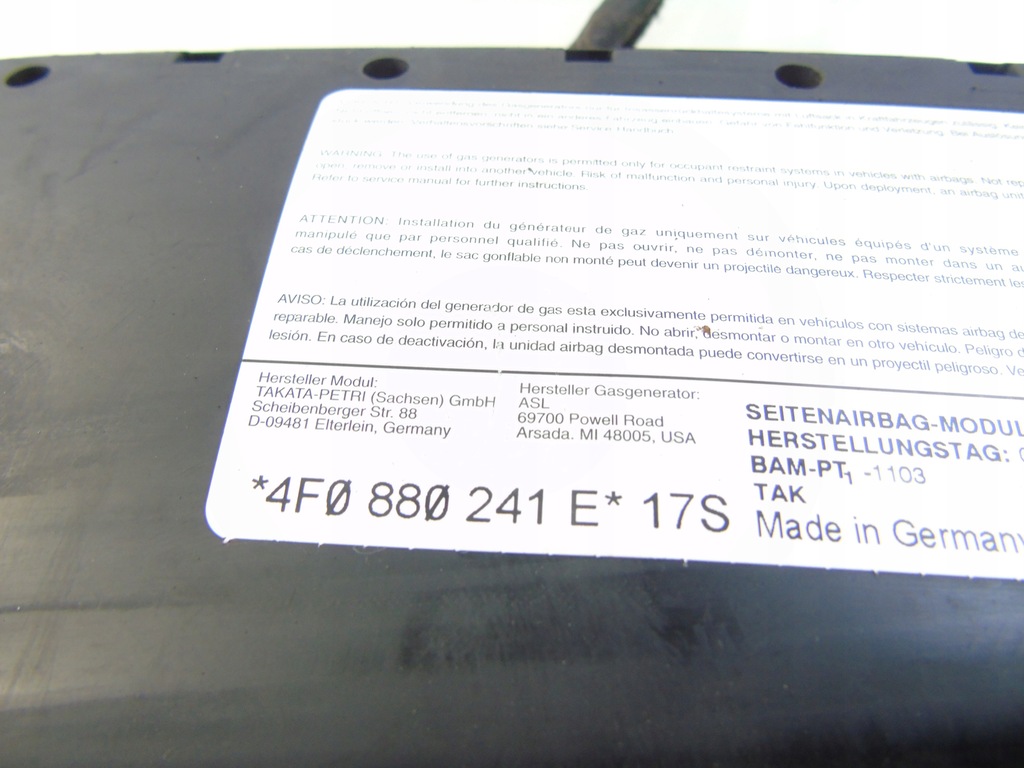 WARNING: The use of gas generators is permitted only for occupant restraint systems in vehicles with airbags. Not
open, remove or install into another vehicle. Risk of malfunction and personal injury. Upon deployment, an airbag unit
Refer to service manual for further instructions.
ATTENTION: Installation du générateur de gaz uniquement sur véhicules équipés d'un système
manipulé que par personnel qualifié. Ne pas ouvrir, ne pas démonter, ne pas monter dans un
cas de déclenchement, le sac gonflable non monté peut devenir un projectile dangereux. Respecter strictement les
AVISO: La utilización del generador de gas esta exclusivamente permitida en vehículos con sistemas airbag
reparable. Manejo solo permitido a personal instruido. No abrir, desmontar o montar en otro vehículo. Peligro
lesión. En caso de deactivación, la unidad airbag desmontada puede convertirse en un proyectil peligroso.
Hersteller Modul:
TAKATA-PETRI (Sachsen) GmbH
Scheibenberger Str. 88
D-09481 Elterlein, Germany
Hersteller Gasgenerator:
ASL
69700 Powell Road
Arsada. MI 48005, USA
SEITENAIRBAG-MODUL
HERSTELLUNGSTAG:
BAM-PT1 -1103
TAK
Made in Germany
*4F0 880 241 E* 17S